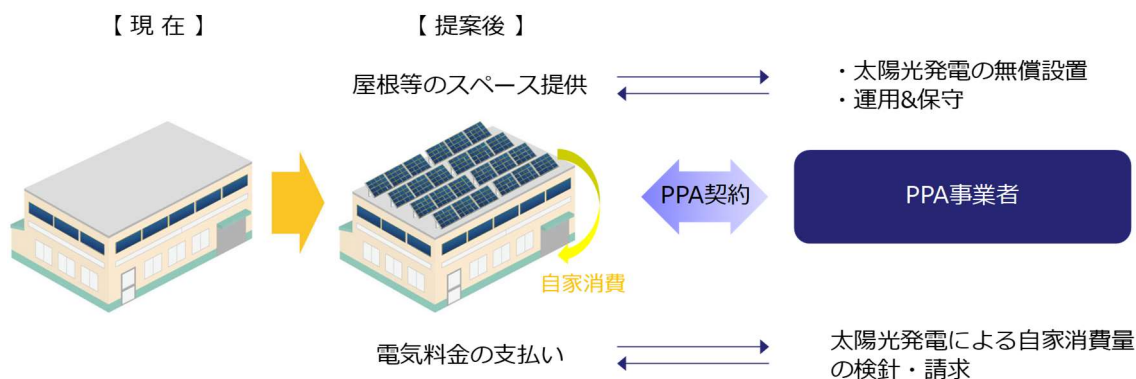 【 現 在 】
【 提案後 】
屋根等のスペース提供
・太陽光発電の無償設置
・運用&保守
PPA契約
PPA事業者
自家消費
電気料金の支払い
太陽光発電による自家消費量
の検針・請求